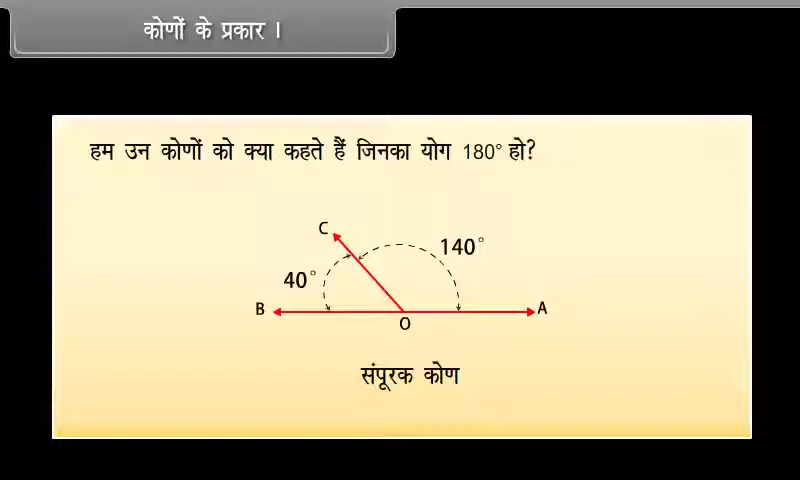 कोणों के प्रकार ।
हम उन कोणों को क्या कहते हैं जिनका योग 180° हो?
C
140°
40°
B
A
O
संपूरक कोण